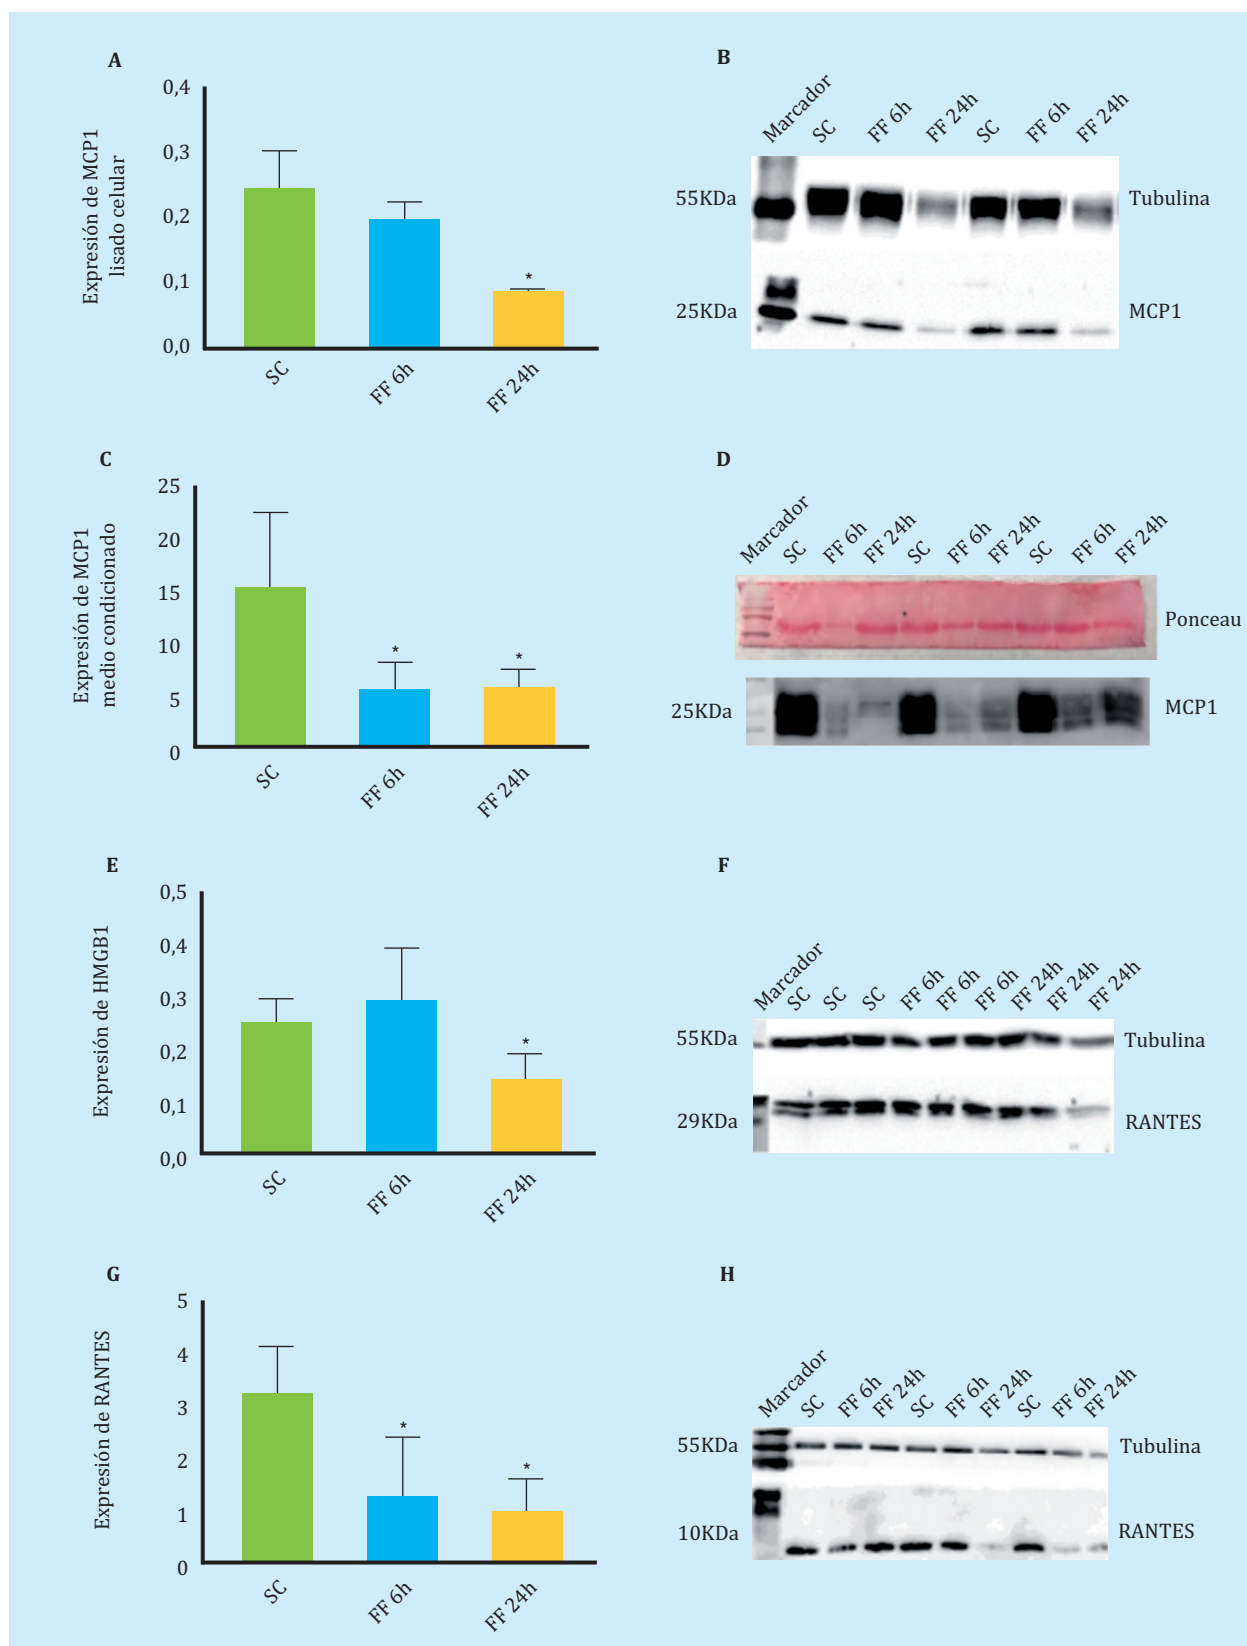 A
Expresión de MCP1
lisado celular
0,4
0,3
0,2
0,1
0,0
SC
FF 6h
FF 24h
*
B
Marcador
SC
FF 6h
FF 24h
SC
FF 6h
FF 24h
55KDa
Tubulina
25KDa
MCP1
C
Expresión de MCP1
medio condicionado
25
20
15
10
5
0
*
*
SC
FF 6h
FF 24h
D
Marcador
SC
FF 6h
FF 24h
SC
FF 6h
FF 24h
SC
FF 6h
FF 24h
Ponceau
25KDa
MCP1
E
Expresión de HMGB1
0,5
0,4
0,3
0,2
0,1
0,0
*
SC
FF 6h
FF 24h
F
Marcador
SC
SC
SC
FF 6h
FF 6h
FF 6h
FF 24h
FF 24h
FF 24h
55KDa
Tubulina
29KDa
RANTES
G
Expresión de RANTES
5
4
3
2
1
0
*
*
SC
FF 6h
FF 24h
H
Marcador
SC
FF 6h
FF 24h
SC
FF 6h
FF 24h
SC
FF 6h
FF 24h
55KDa
Tubulina
10KDa
RANTES